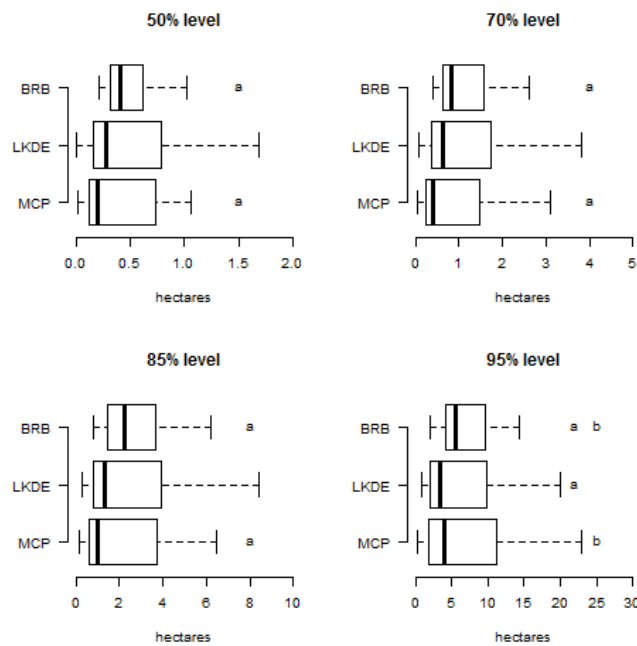 50% level
BRB
a
LKDE
MCP
a
0.0 0.5 1.0 1.5 2.0
hectares
70% level
BRB
a
LKDE
MCP
a
0 1 2 3 4 5
hectares
85% level
BRB
a
LKDE
MCP
a
0 2 4 6 8 10
hectares
95% level
BRB
a b
LKDE
a
MCP
b
0 5 10 15 20 25 30
hectares